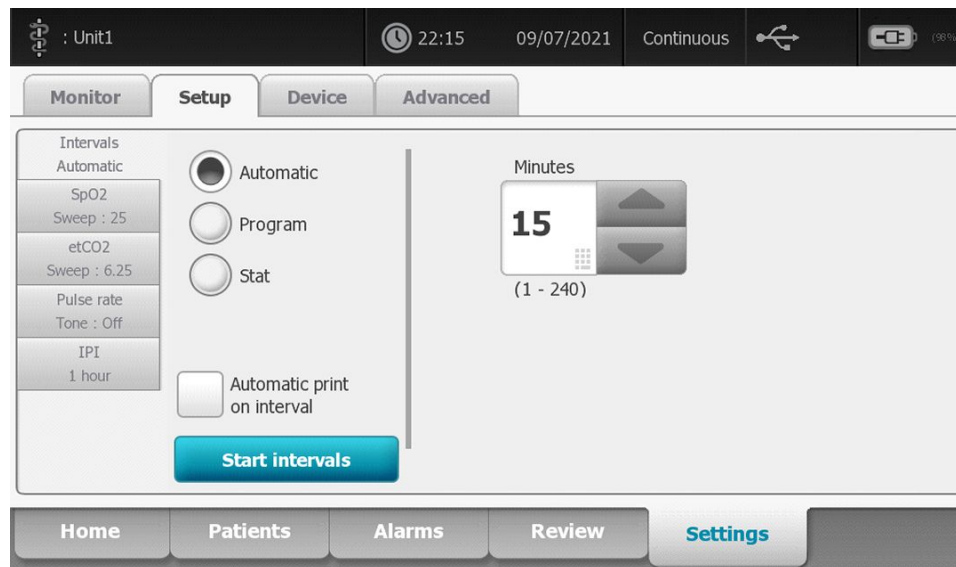 : Unit1
22:15
09/07/2021
Continuous
(98%
Monitor
Setup
Device
Advanced
Intervals
Automatic
SpO2
Sweep : 25
etCO2
Sweep : 6.25
Pulse rate
Tone : Off
IPI
1 hour
Automatic
Program
Stat
Automatic print
on interval
Start intervals
Minutes
15
(1 - 240)
Home
Patients
Alarms
Review
Settings